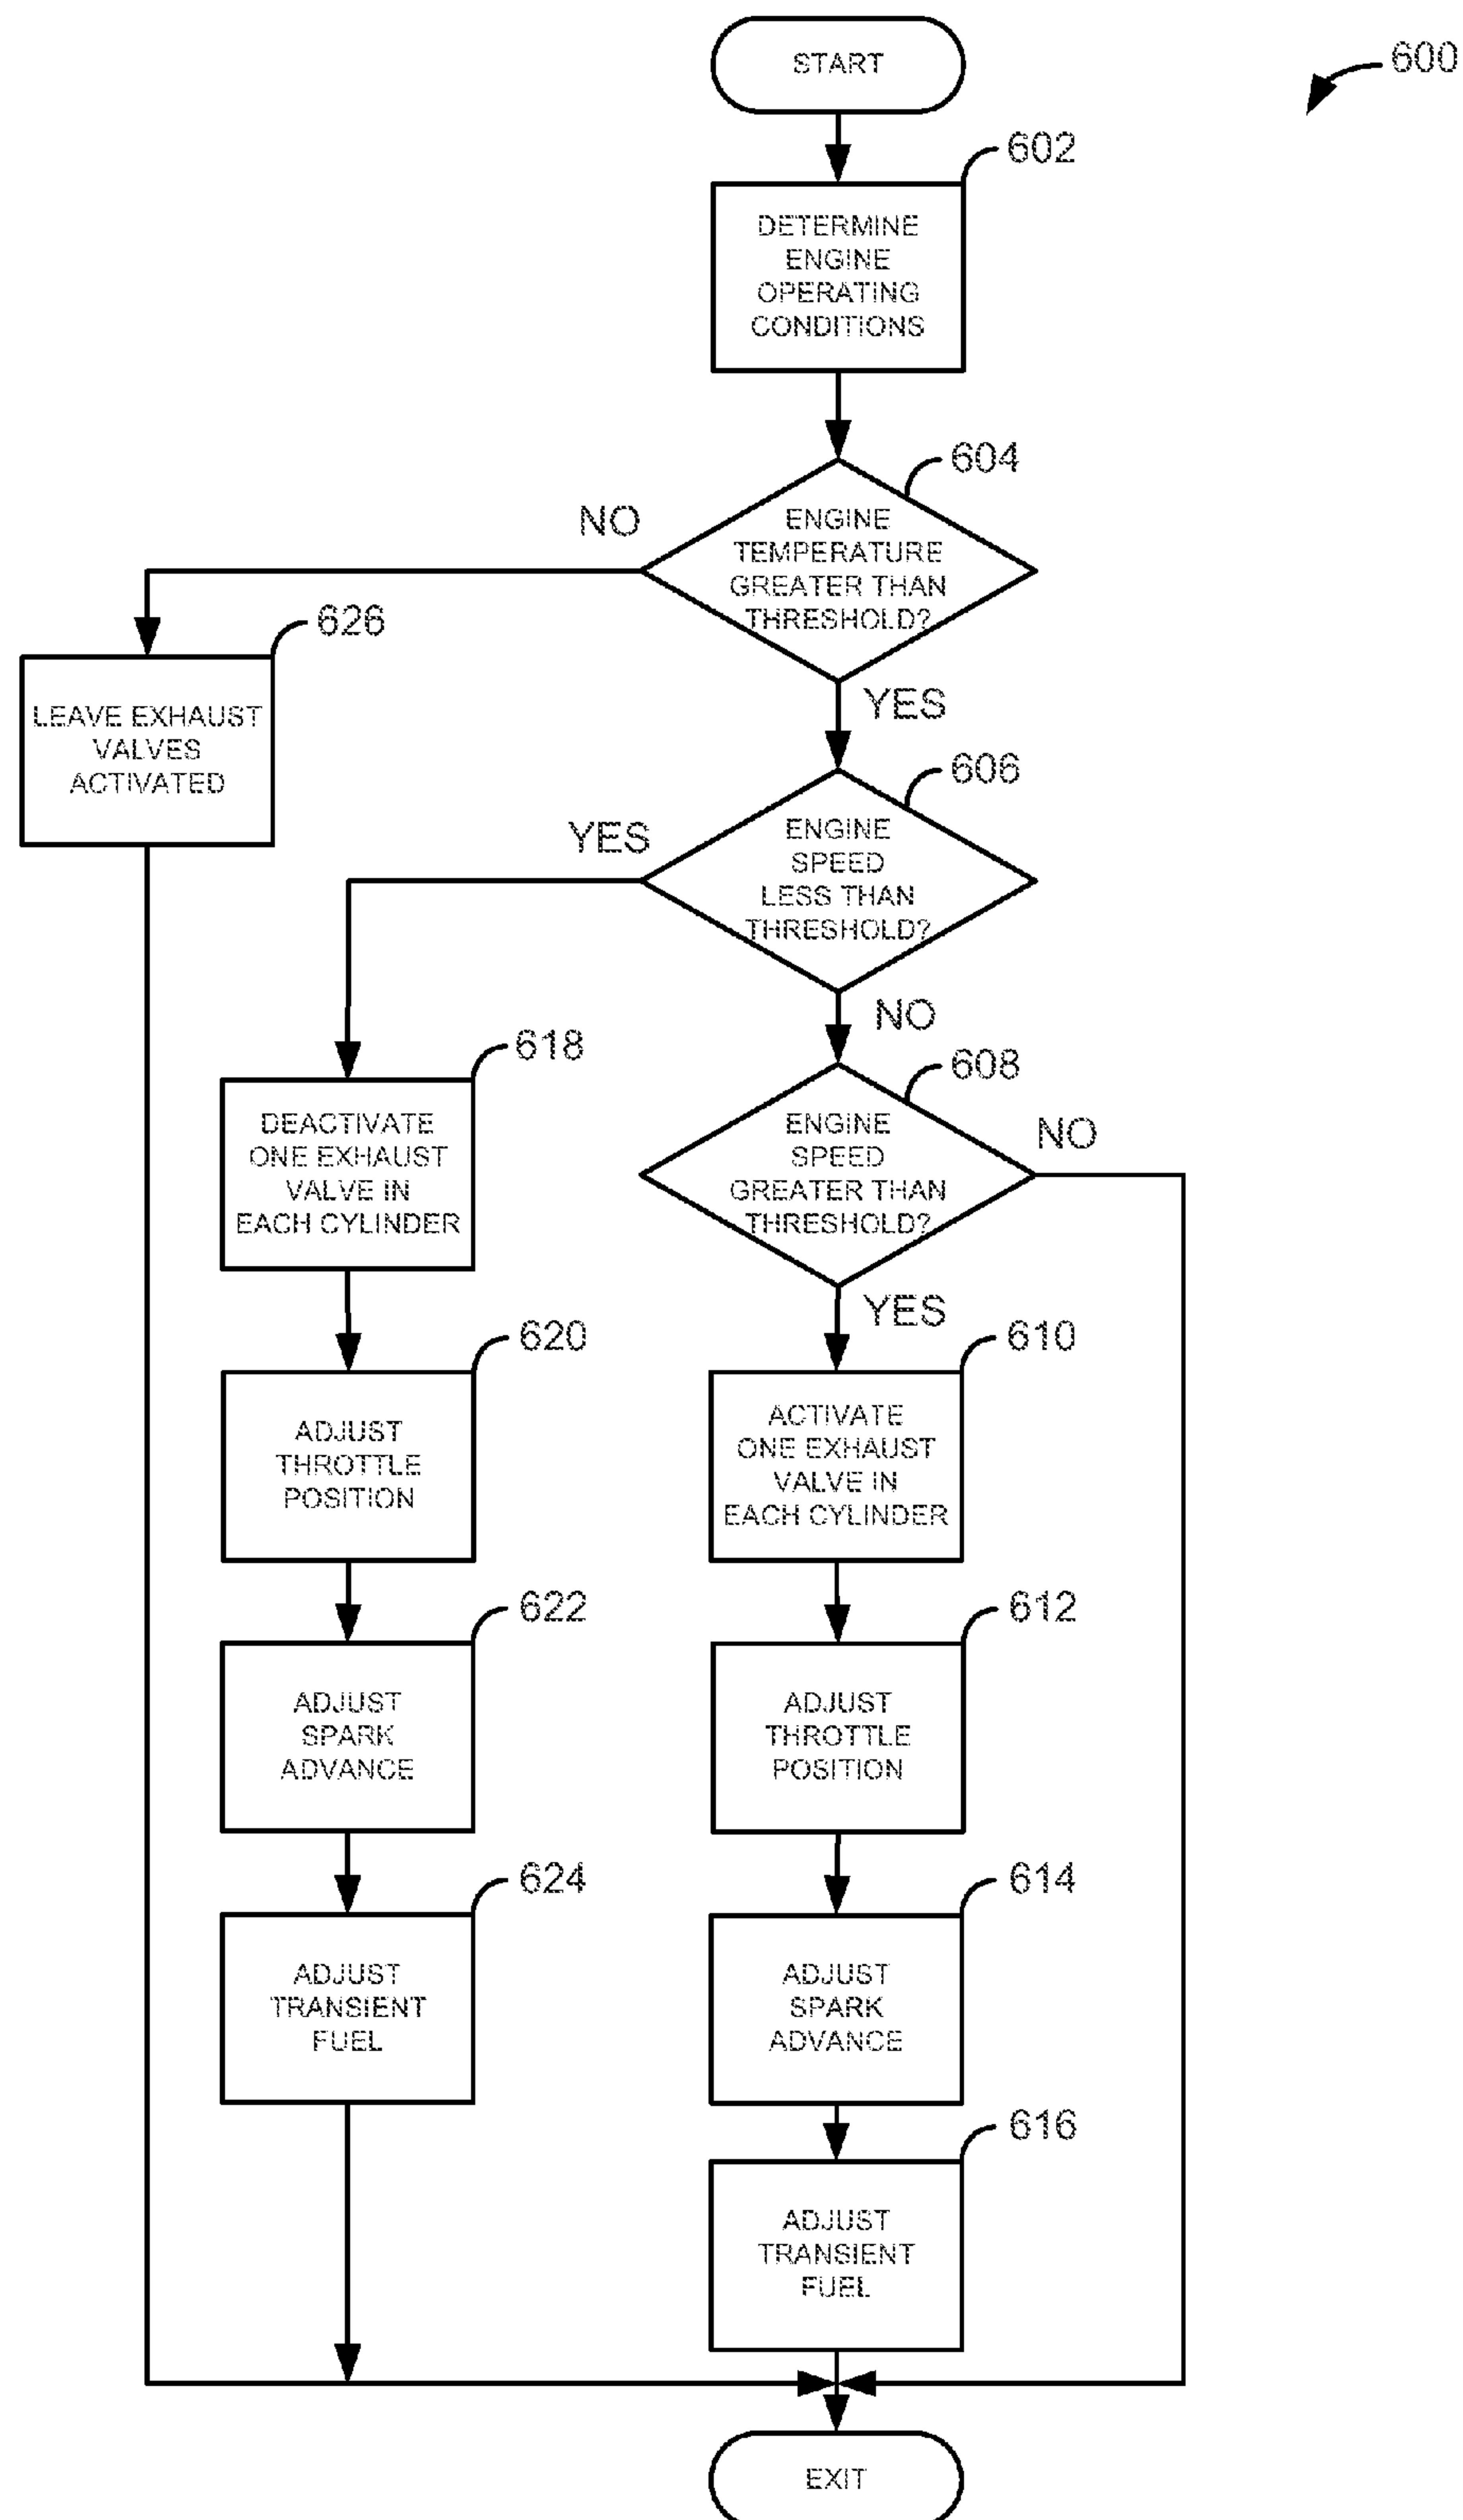 START
600
602
DETERMINE
ENGINE
OPERATING
CONDITIONS
604
NO
ENGINE
TEMPERATURE
GREATER THAN
THRESHOLD?
626
YES
LEAVE EXHAUST
VALVES
ACTIVATED
606
YES
ENGINE
SPEED
LESS THAN
THRESHOLD?
NO
618
608
DEACTIVATE
ONE EXHAUST
VALVE IN
EACH CYLINDER
ENGINE
SPEED
GREATER THAN
THRESHOLD?
NO
YES
620
610
ADJUST
THROTTLE
POSITION
ACTIVATE
ONE EXHAUST
VALVE IN
EACH CYLINDER
622
612
ADJUST
SPARK
ADVANCE
ADJUST
THROTTLE
POSITION
624
614
ADJUST
TRANSIENT
FUEL
ADJUST
SPARK
ADVANCE
616
ADJUST
TRANSIENT
FUEL
EXIT